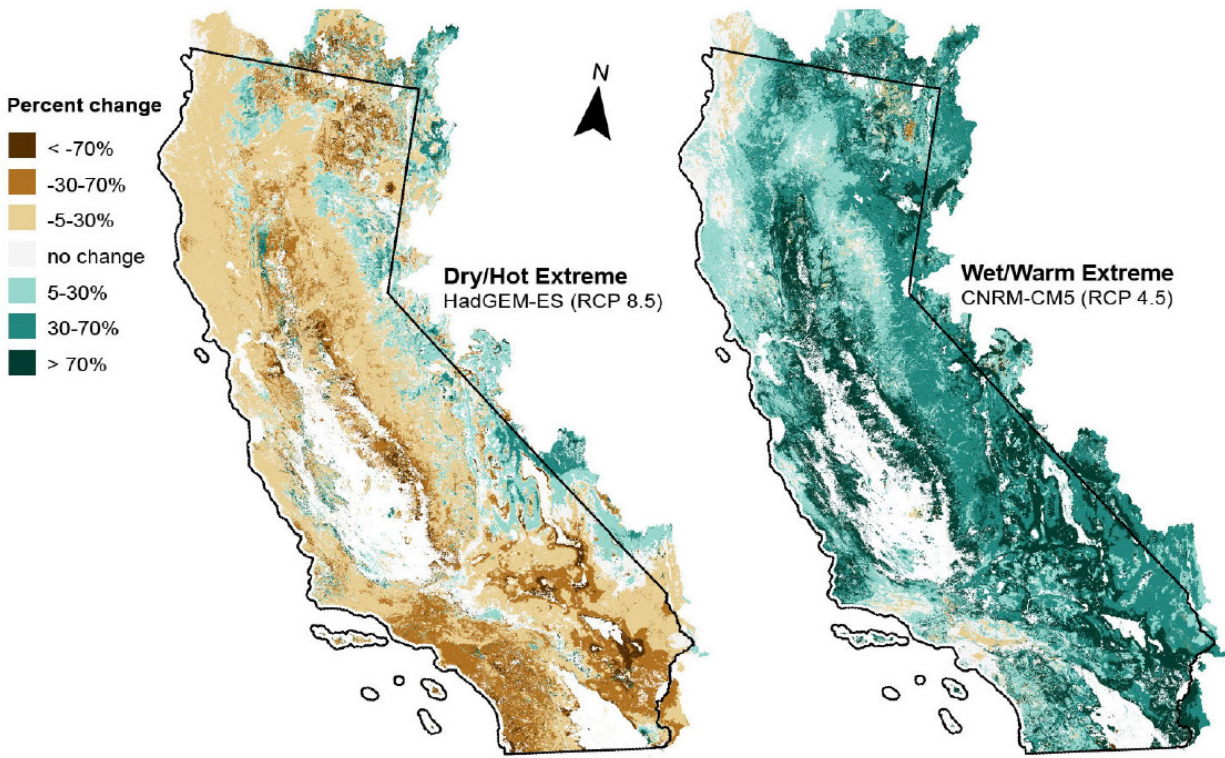 N
Percent change
< -70%
-30-70%
-5-30%
no change
5-30%
30-70%
> 70%
Dry/Hot Extreme
HadGEM-ES (RCP 8.5)
Wet/Warm Extreme
CNRM-CM5 (RCP 4.5)